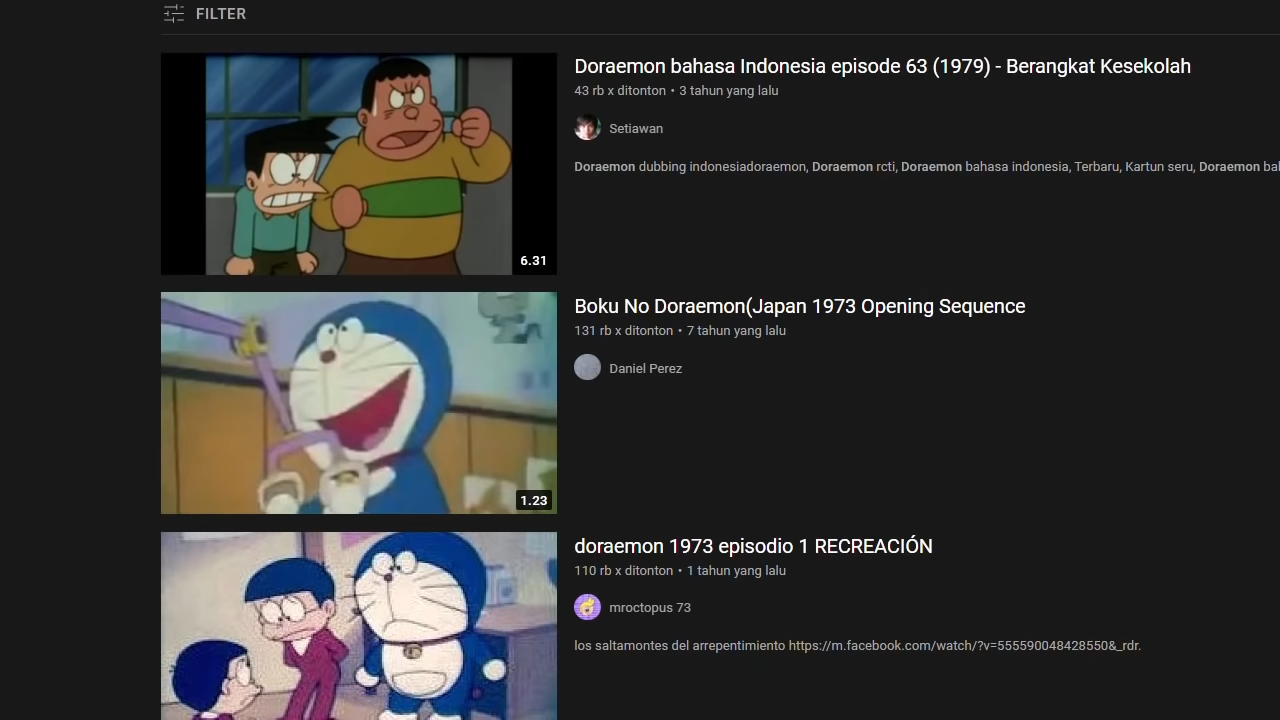 FILTER
Doraemon bahasa Indonesia episode 63 (1979) - Berangkat Kesekolah
43 rb x ditonton • 3 tahun yang lalu
Setiawan
Doraemon dubbing indonesiadoraemon, Doraemon rcti, Doraemon bahasa indonesia, Terbaru, Kartun seru, Doraemon
6.31
Boku No Doraemon(Japan 1973 Opening Sequence
131 rb x ditonton • 7 tahun yang lalu
Daniel Perez
1.23
doraemon 1973 episodio 1 RECREACIÓN
110 rb x ditonton • 1 tahun yang lalu
mroctopus 73
los saltamontes del arrepentimiento https://m.facebook.com/watch/?v=555590048428550&_rdr.